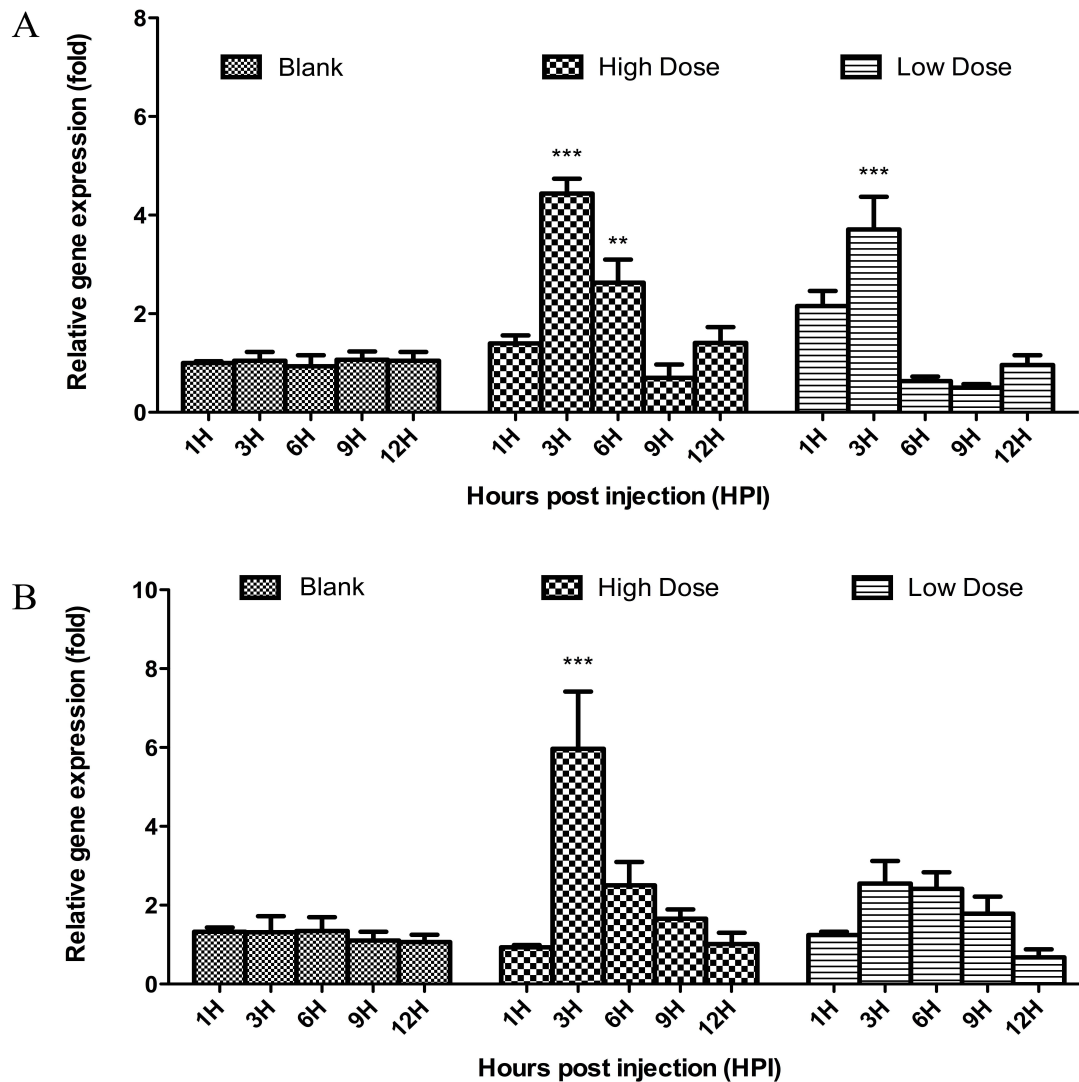 A
Relative gene expression (fold)
8
6
4
2
0
Blank
High Dose
Low Dose
***
**
***
1H 3H 6H 9H 12H 1H 3H 6H 9H 12H 1H 3H 6H 9H 12H
Hours post injection (HPI)
B
Relative gene expression (fold)
10
8
6
4
2
0
Blank
High Dose
Low Dose
***
1H 3H 6H 9H 12H 1H 3H 6H 9H 12H 1H 3H 6H 9H 12H
Hours post injection (HPI)